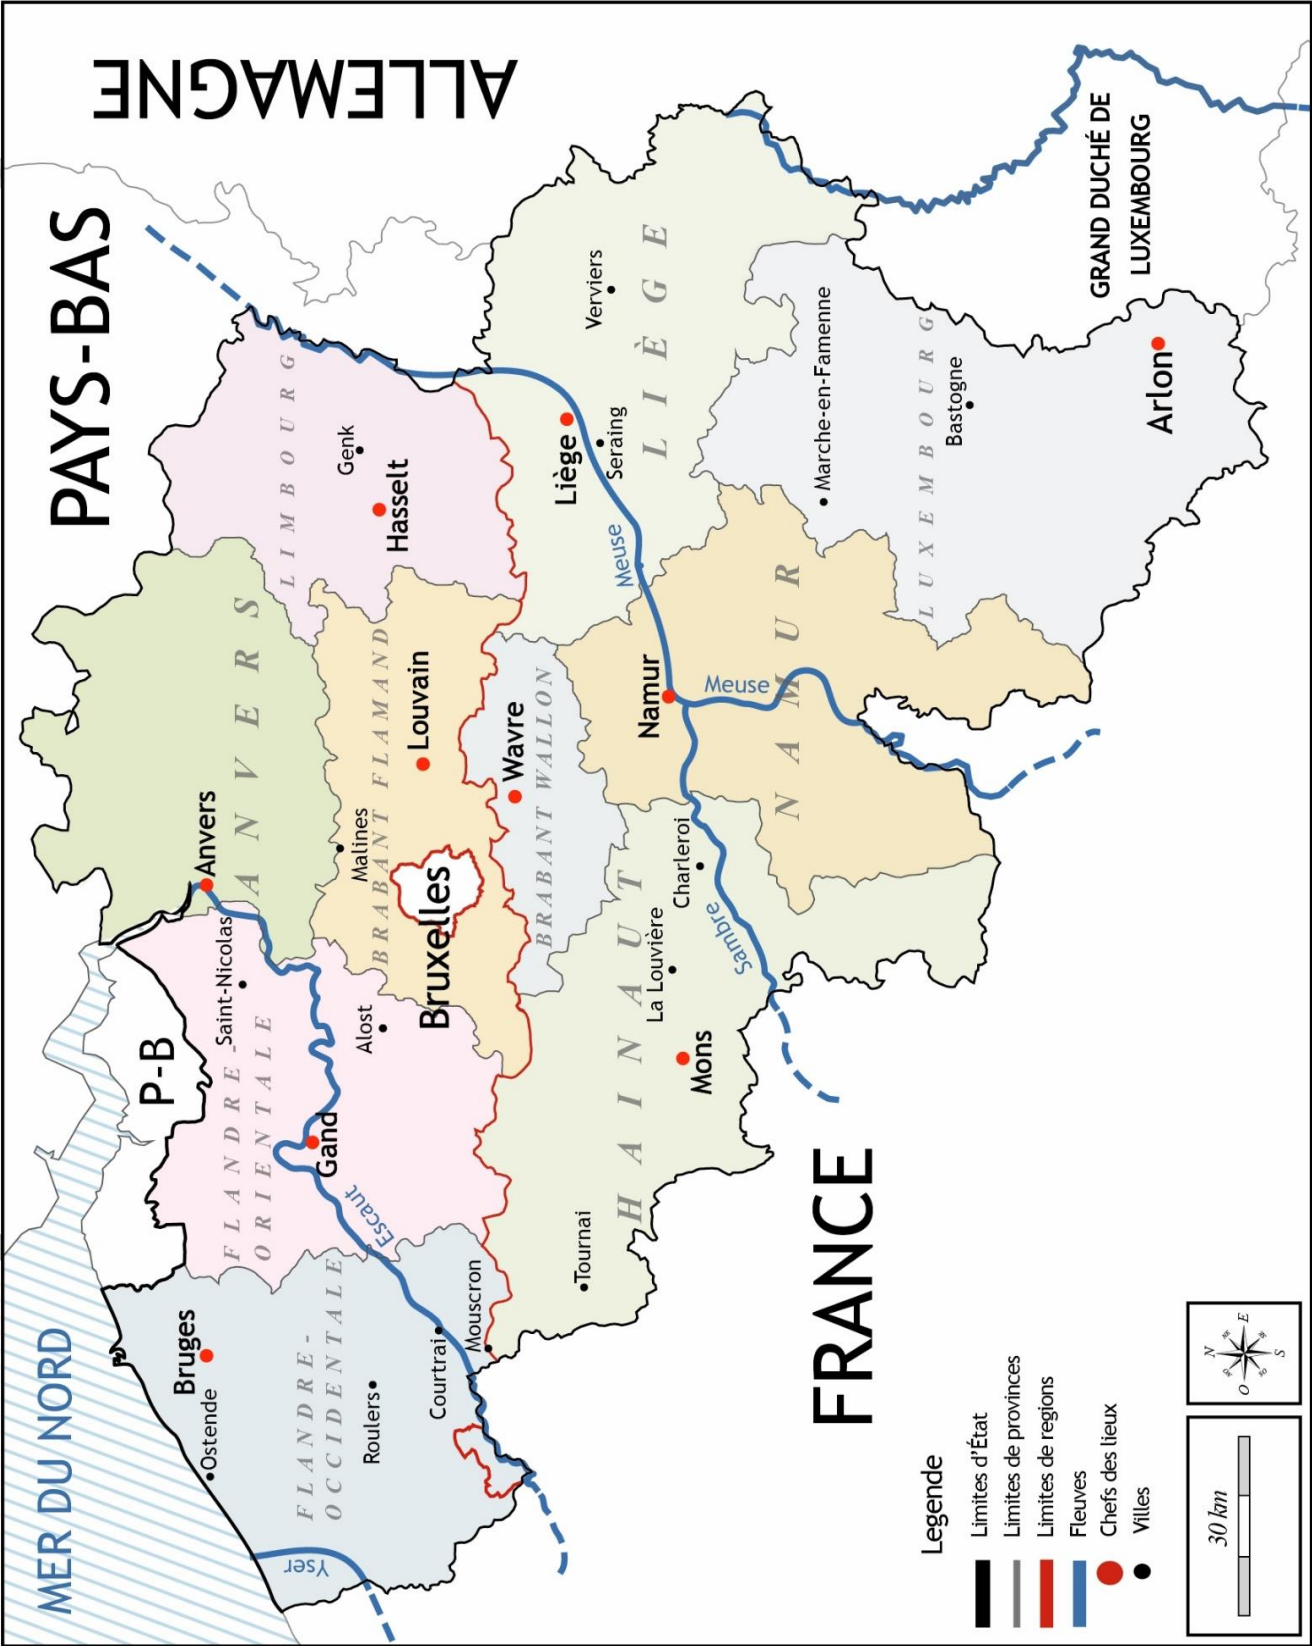 MER DU NORD
PAYS-BAS
ALLEMAGNE
P-B
FRANCE
GRAND DUCHÉ DE
LUXEMBOURG
Bruges
Ostende
FLANDRE-
OCCIDENTALE
Roulers
Courtrai
Mouscron
Yser
FLANDRE-
ORIENTALE
Saint-Nicolas
Gand
Alost
Escaut
Anvers
ANVERS
Malines
BRABANT FLAMAND
Louvain
Bruxelles
LIMBOURG
Genk
Hasselt
Wavre
BRABANT WALLON
Tournai
HAINAUT
Mons
La Louvière
Charleroi
Sambre
Namur
NAMUR
Meuse
Meuse
Liège
Seraing
Verviers
LIÈGE
Marche-en-Famenne
LUXEMBOURG
Bastogne
Arlon
Legende
Limites d'État
Limites de provinces
Limites de regions
Fleuves
Chefs des lieux
Villes
30 km
N
NE
E
SE
S
SO
O
NO